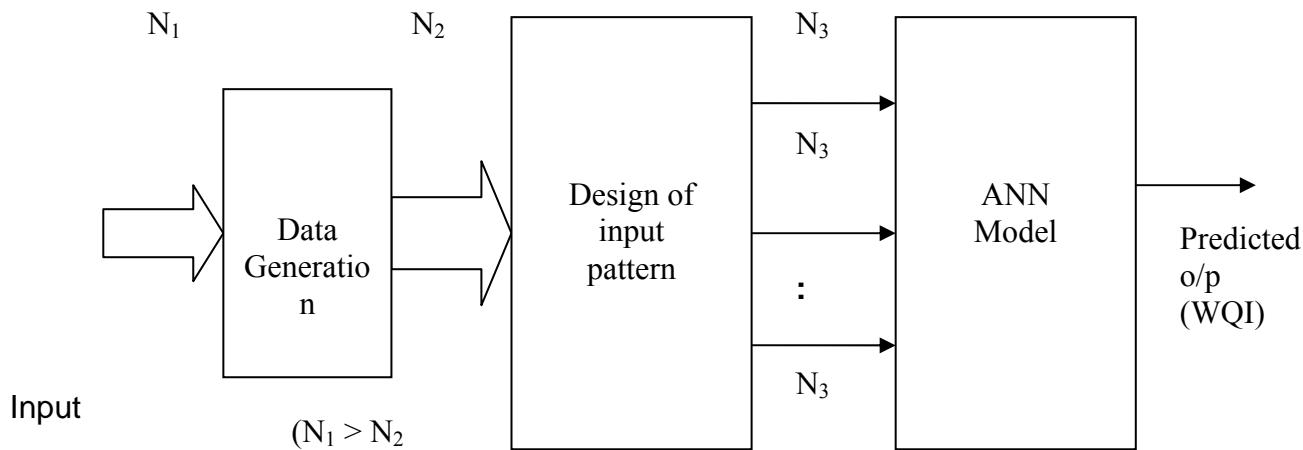 N₁
N₂
N₃
N₃
Data
Generatio
n
Design of
input
pattern
:
ANN
Model
Predicted
o/p
(WQI)
N₃
Input
(N₁ > N₂